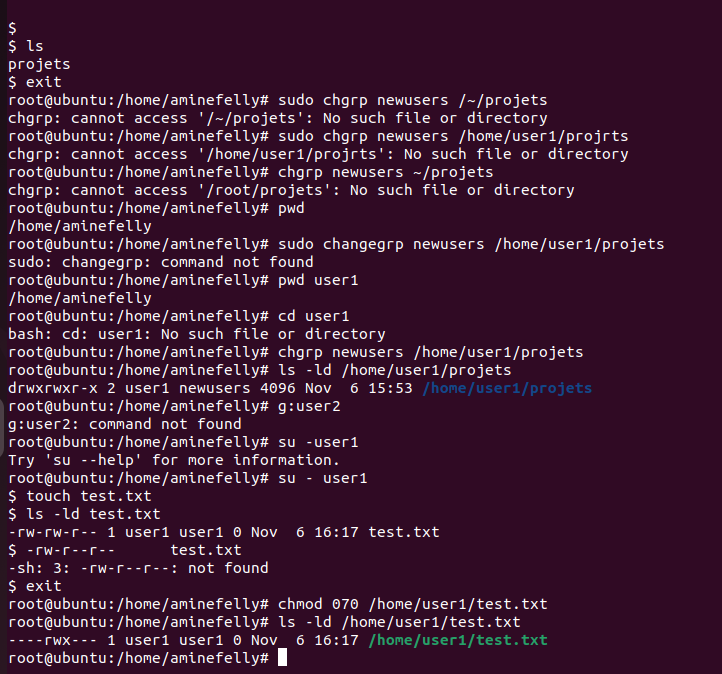 $
$ ls
projets
$ exit
root@ubuntu:/home/aminefelly# sudo chgrp newusers /~/projets
chgrp: cannot access '/~/projets': No such file or directory
root@ubuntu:/home/aminefelly# sudo chgrp newusers /home/user1/projrts
chgrp: cannot access '/home/user1/projrts': No such file or directory
root@ubuntu:/home/aminefelly# chgrp newusers ~/projets
chgrp: cannot access '/root/projets': No such file or directory
root@ubuntu:/home/aminefelly# pwd
/home/aminefelly
root@ubuntu:/home/aminefelly# sudo changegrp newusers /home/user1/projets
sudo: changegrp: command not found
root@ubuntu:/home/aminefelly# pwd user1
/home/aminefelly
root@ubuntu:/home/aminefelly# cd user1
bash: cd: user1: No such file or directory
root@ubuntu:/home/aminefelly# chgrp newusers /home/user1/projets
root@ubuntu:/home/aminefelly# ls -ld /home/user1/projets
drwxrwxr-x 2 user1 newusers 4096 Nov  6 15:53 /home/user1/projets
root@ubuntu:/home/aminefelly# g:user2
g:user2: command not found
root@ubuntu:/home/aminefelly# su -user1
Try 'su --help' for more information.
root@ubuntu:/home/aminefelly# su - user1
$ touch test.txt
$ ls -ld test.txt
-rw-rw-r-- 1 user1 user1 0 Nov  6 16:17 test.txt
$ -rw-r--r--      test.txt
-sh: 3: -rw-r--r--: not found
$ exit
root@ubuntu:/home/aminefelly# chmod 070 /home/user1/test.txt
root@ubuntu:/home/aminefelly# ls -ld /home/user1/test.txt
----rwx--- 1 user1 user1 0 Nov  6 16:17 /home/user1/test.txt
root@ubuntu:/home/aminefelly#